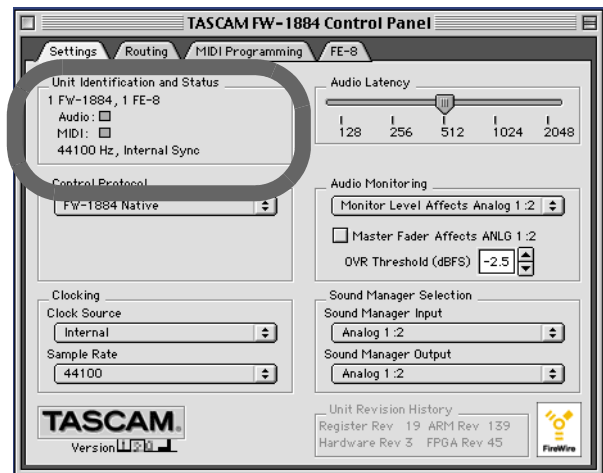 TASCAM FW-1884 Control Panel
Settings Routing MIDI Programming FE-8
Unit Identification and Status
1 FW-1884, 1 FE-8
Audio:
MIDI:
44100 Hz, Internal Sync
Control Protocol
FW-1884 Native
Clocking
Clock Source
Internal
Sample Rate
44100
Audio Latency
128 256 512 1024 2048
Audio Monitoring
Monitor Level Affects Analog 1:2
Master Fader Affects ANLG 1:2
OVR Threshold (dBFS) -2.5
Sound Manager Selection
Sound Manager Input
Analog 1:2
Sound Manager Output
Analog 1:2
TASCAM.
Version
Unit Revision History
Register Rev 19 ARM Rev 139
Hardware Rev 3 FPGA Rev 45
FireWire